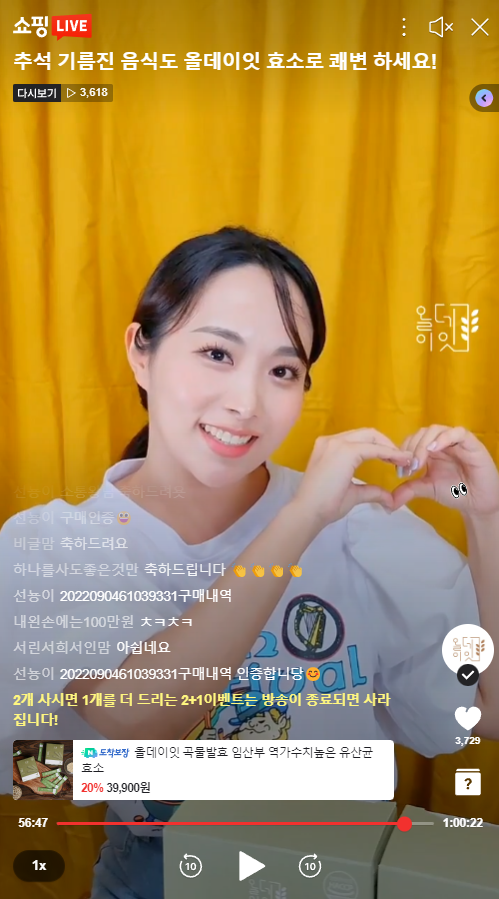 쇼핑 LIVE
추석 기름진 음식도 올데이잇 효소로 쾌변 하세요!
다시보기 ▷ 3,618
올데이잇
선뇽이 구매인증😀
바글맘 축하드려요
하나를사도좋은것만 축하드립니다 👏 👏 👏 👏
선뇽이 2022090461039331구매내역
내왼손에는100만원 ㅊㅋㅊㅋ
서린서희서인맘 아쉽네요
선뇽이 2022090461039331구매내역 인증합니당😊
2개 사시면 1개를 더 드리는 2+1이벤트는 방송이 종료되면 사라
집니다!
3,729
N 도착보장 올데이잇 곡물발효 임산부 역가수치높은 유산균
효소
20% 39,900원
?
56:47
1:00:22
1x
10
10